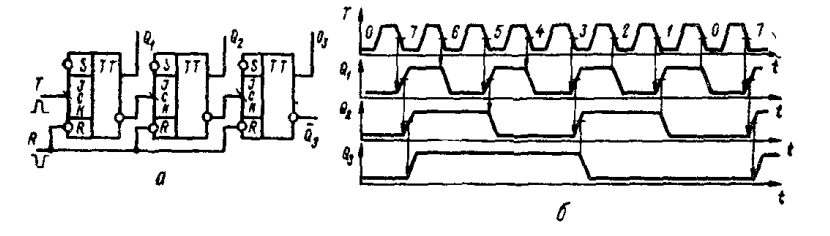 Q₁ Q₂ Q₃
S TT S TT S TT
T J J J
C C C
K K K
R R R R
Q̄₃
а
T 0 7 6 5 4 3 2 1 0 7
t
Q₁
t
Q₂
t
Q₃
t
б